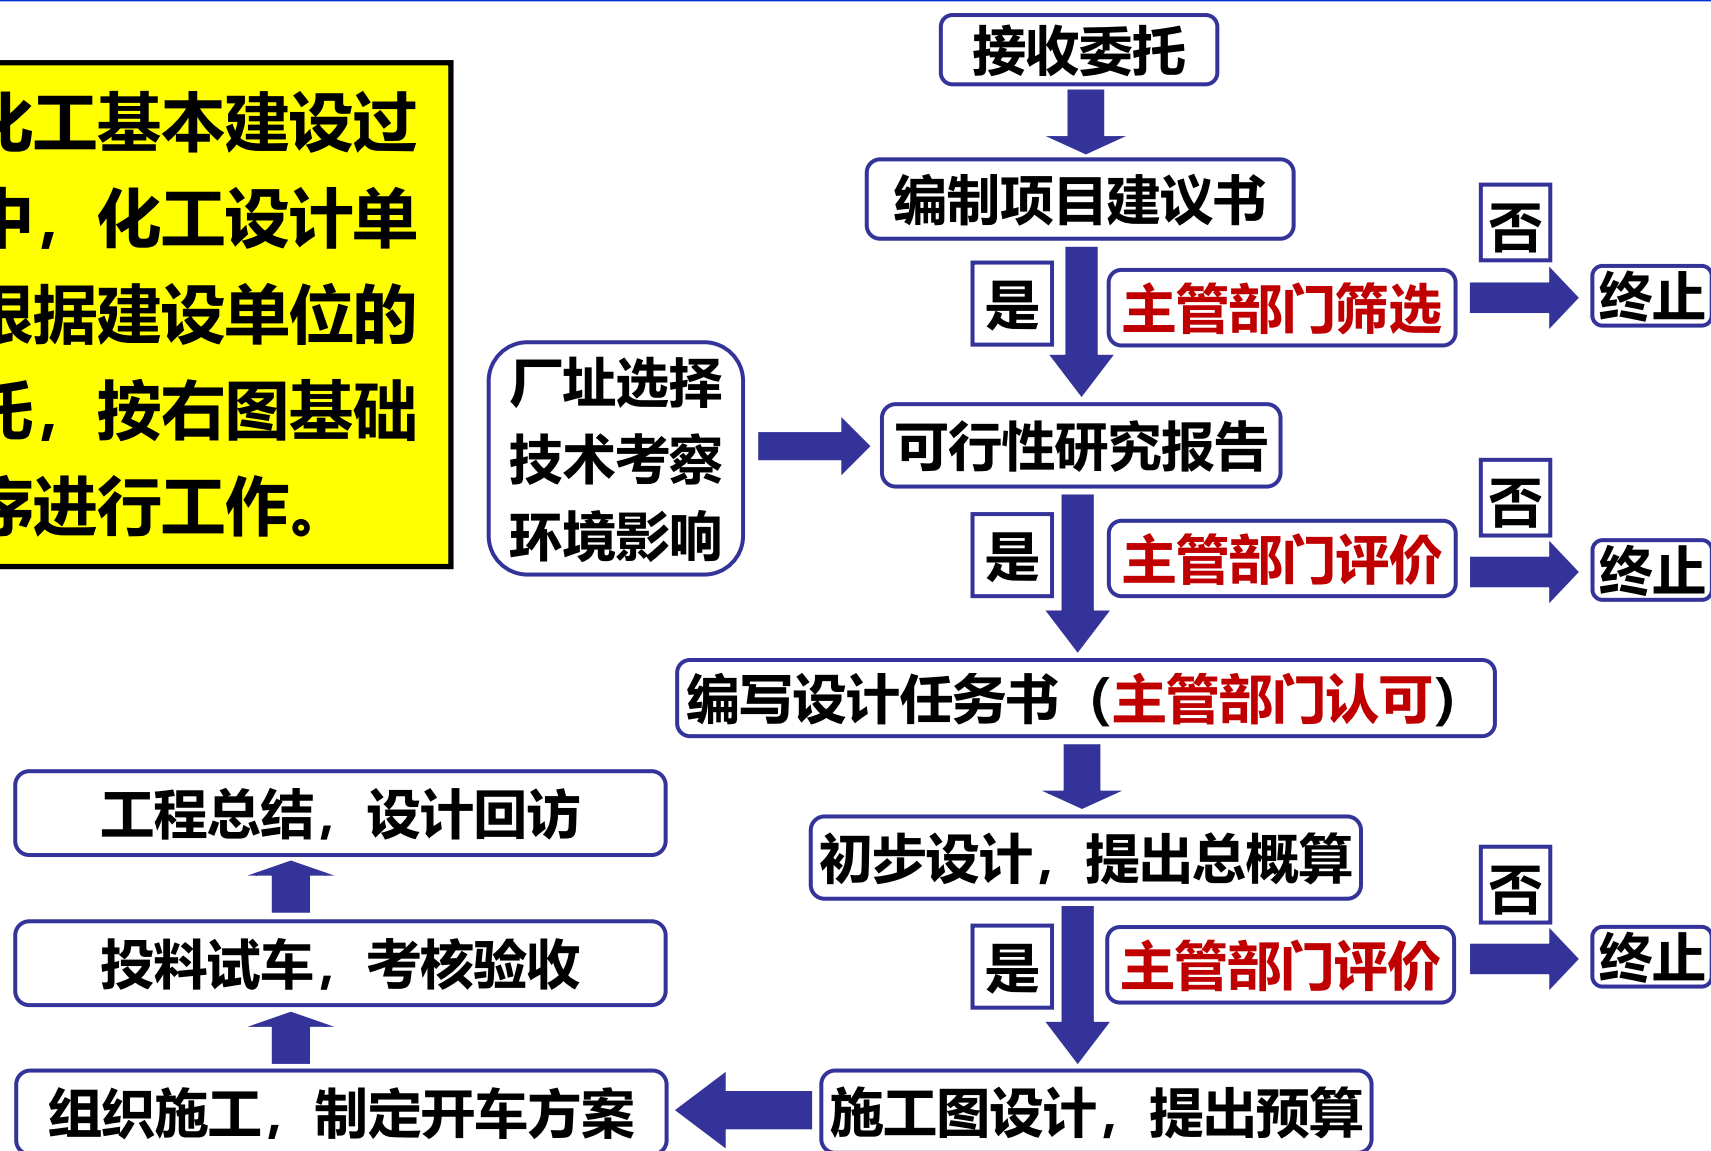 接收委托
化工基本建设过
中，化工设计单
根据建设单位的
托，按右图基础
序进行工作。
编制项目建议书
否
是
主管部门筛选
终止
厂址选择
技术考察
环境影响
可行性研究报告
否
是
主管部门评价
终止
编写设计任务书（主管部门认可）
工程总结，设计回访
初步设计，提出总概算
否
投料试车，考核验收
是
主管部门评价
终止
组织施工，制定开车方案
施工图设计，提出预算